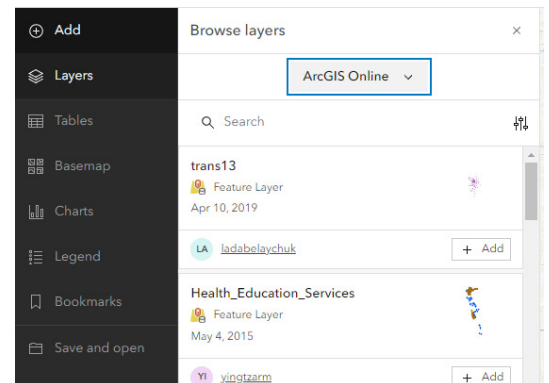 Add
Browse layers
Layers
ArcGIS Online
Tables
Search
Basemap
trans13
Feature Layer
Charts
Apr 10, 2019
Legend
LA ladabelaychuk + Add
Bookmarks
Health_Education_Services
Feature Layer
May 4, 2015
Save and open
YI yingtzarm + Add